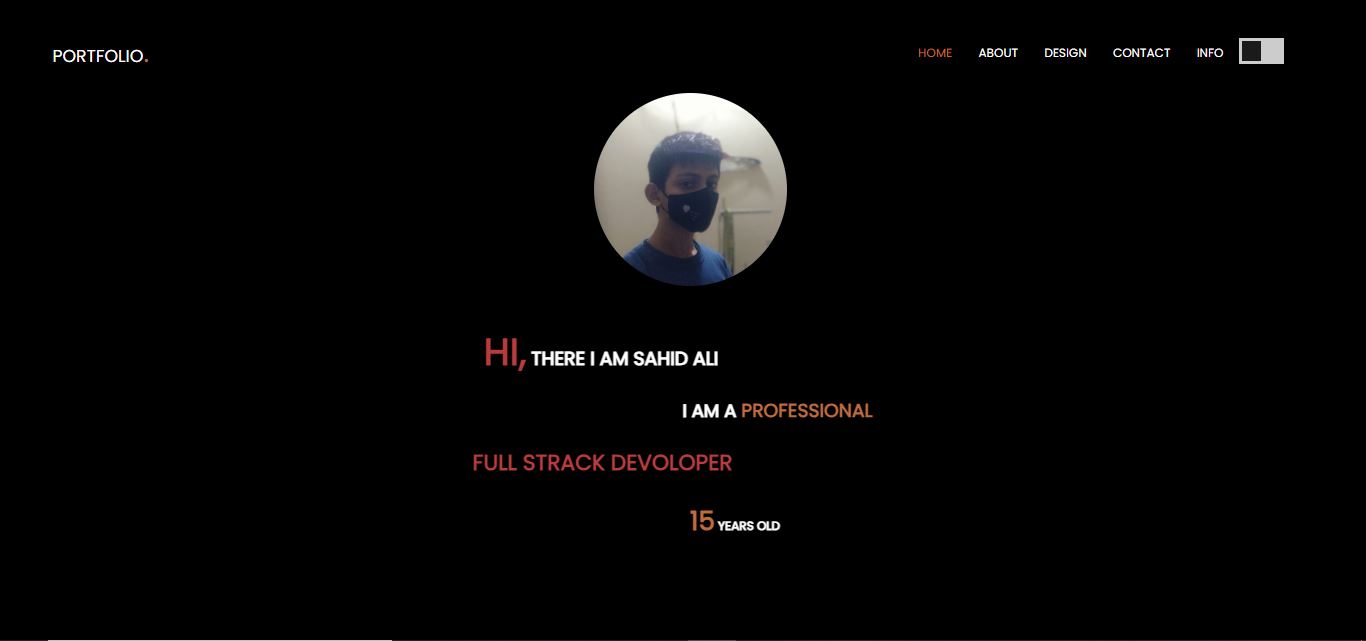 PORTFOLIO.
HOME ABOUT DESIGN CONTACT INFO
HI, THERE I AM SAHID ALI
I AM A PROFESSIONAL
FULL STRACK DEVOLOPER
15 YEARS OLD